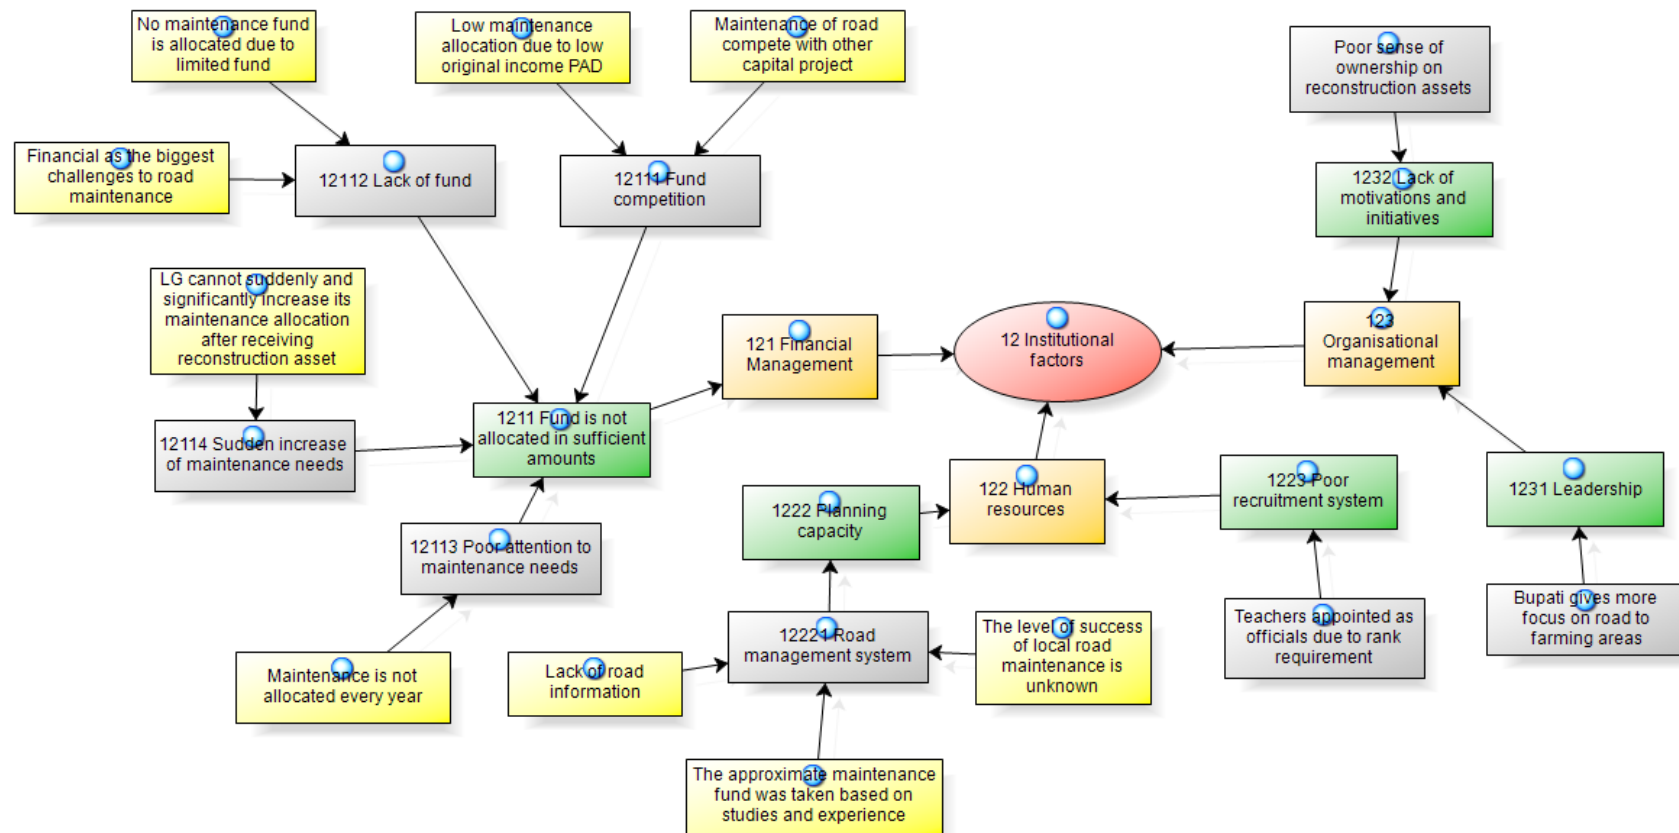 No maintenance fund
is allocated due to
limited fund
Low maintenance
allocation due to low
original income PAD
Maintenance of road
compete with other
capital project
Poor sense of
ownership on
reconstruction assets
Financial as the biggest
challenges to road
maintenance
12112 Lack of fund
12111 Fund
competition
1232 Lack of
motivations and
initiatives
LG cannot suddenly and
significantly increase its
maintenance allocation
after receiving
reconstruction asset
121 Financial
Management
12 Institutional
factors
123
Organisational
management
12114 Sudden increase
of maintenance needs
1211 Fund is not
allocated in sufficient
amounts
122 Human
resources
1223 Poor
recruitment system
1231 Leadership
1222 Planning
capacity
12113 Poor attention to
maintenance needs
Maintenance is not
allocated every year
Lack of road
information
12221 Road
management system
The level of success
of local road
maintenance is
unknown
Teachers appointed as
officials due to rank
requirement
Bupati gives more
focus on road to
farming areas
The approximate maintenance
fund was taken based on
studies and experience